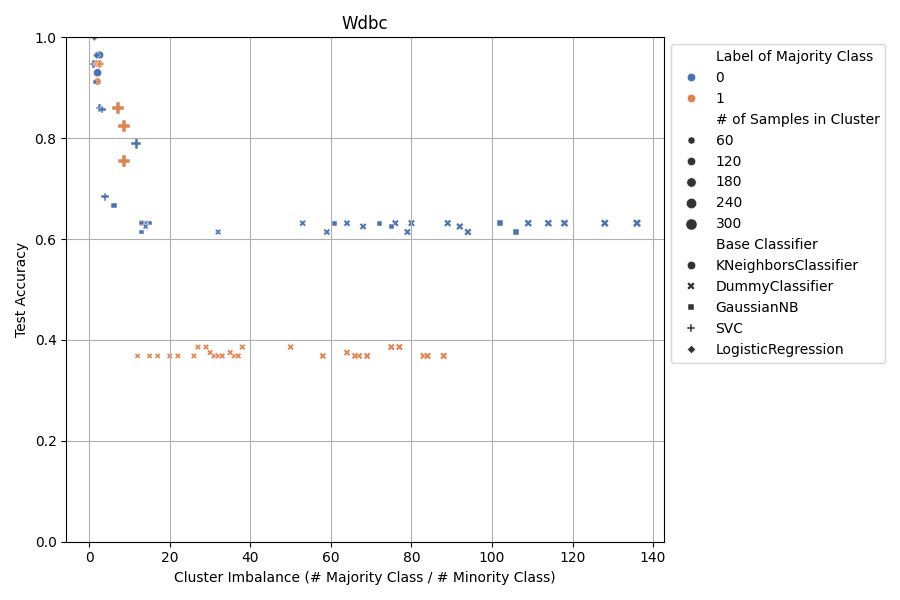 Wdbc
1.0
0.8
0.6
0.4
0.2
0.0
Test Accuracy
0 20 40 60 80 100 120 140
Cluster Imbalance (# Majority Class / # Minority Class)
Label of Majority Class
0
1
# of Samples in Cluster
60
120
180
240
300
Base Classifier
KNeighborsClassifier
DummyClassifier
GaussianNB
SVC
LogisticRegression